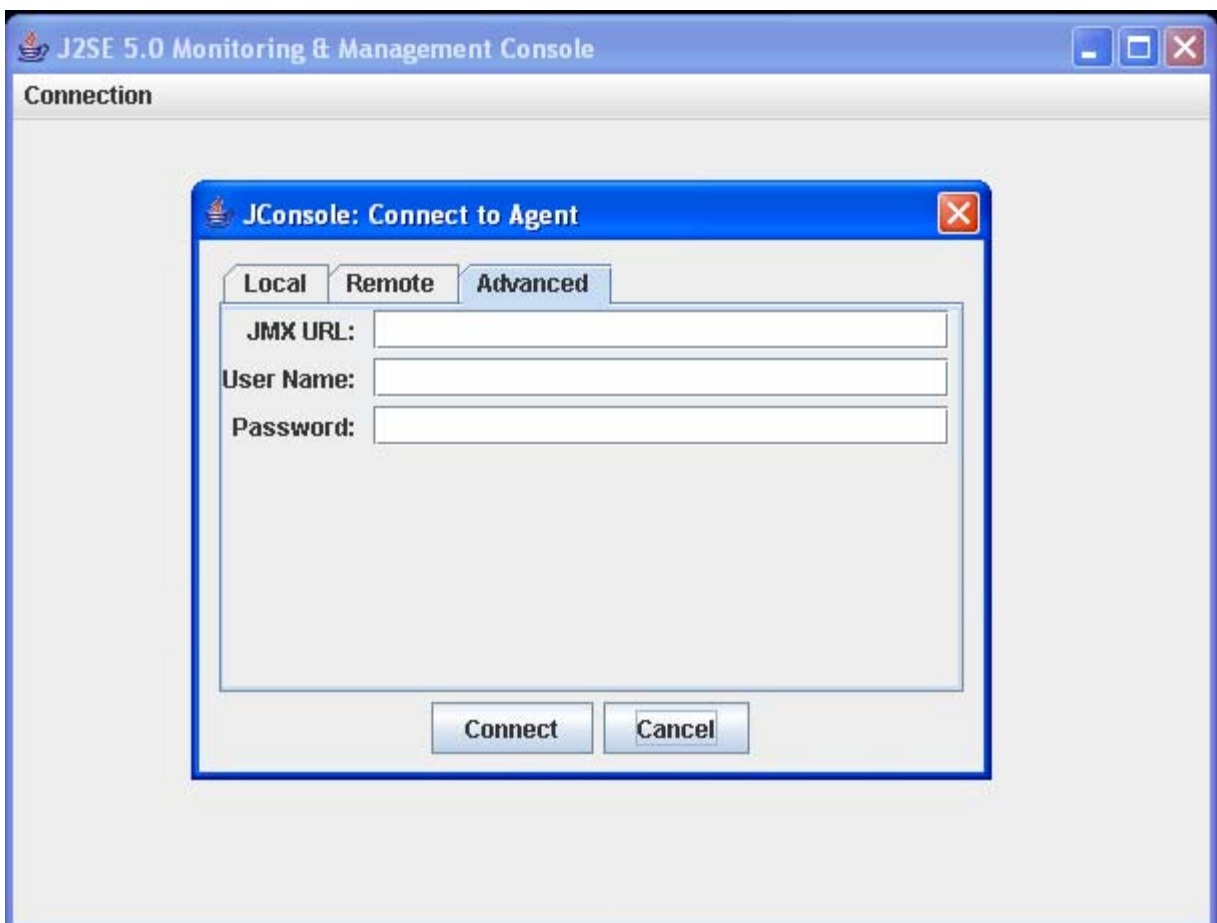 J2SE 5.0 Monitoring & Management Console
Connection
JConsole: Connect to Agent
Local Remote Advanced
JMX URL:
User Name:
Password:
Connect Cancel